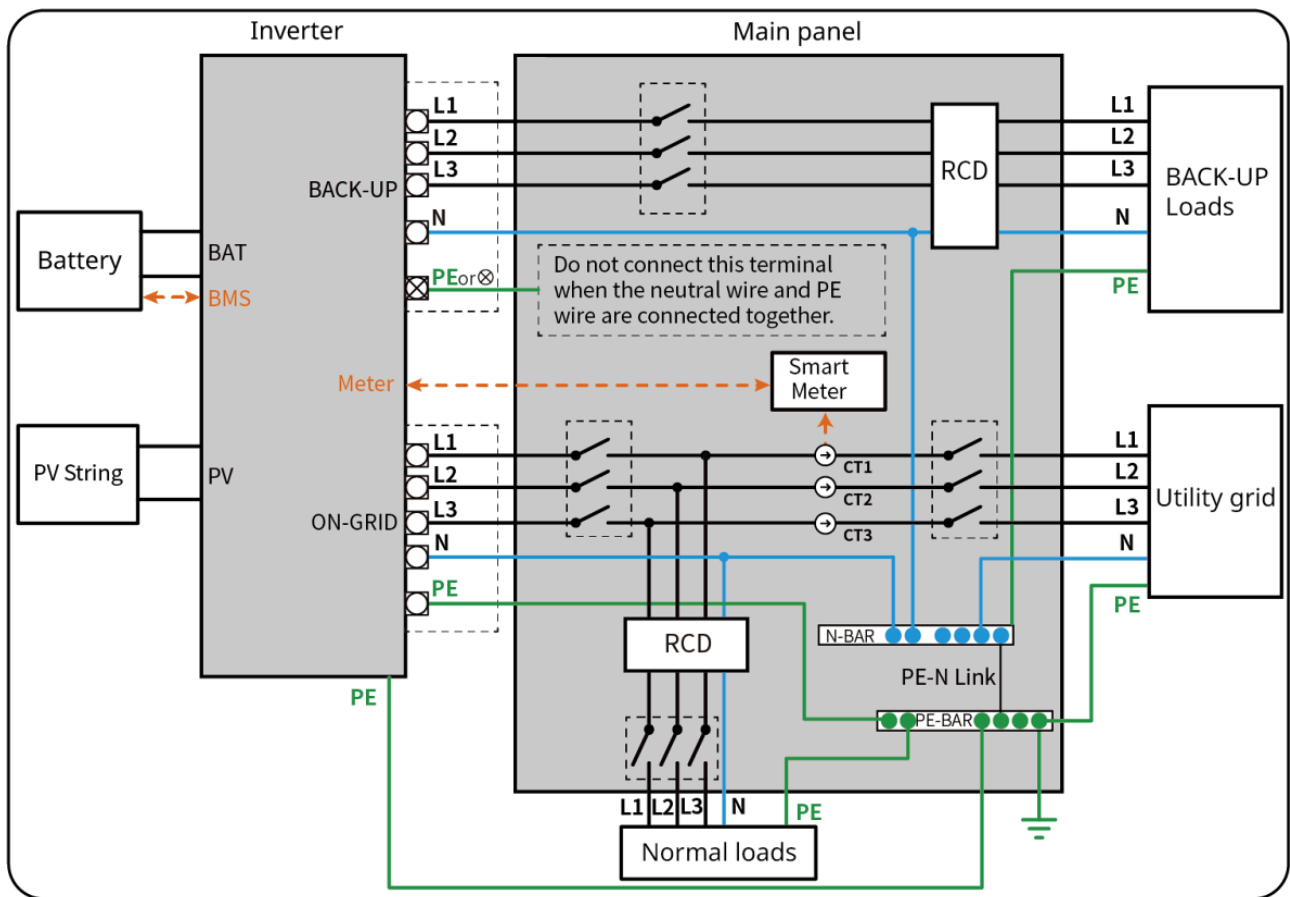 Inverter
Main panel
L1
L2
L3
BACK-UP
N
PE or ⊗
RCD
L1
L2
L3
N
PE
BACK-UP
Loads
Battery
BAT
BMS
Do not connect this terminal
when the neutral wire and PE
wire are connected together.
Meter
Smart
Meter
PV String
PV
L1
L2
L3
ON-GRID
N
PE
CT1
CT2
CT3
L1
L2
L3
N
PE
Utility grid
RCD
N-BAR
PE-N Link
PE-BAR
PE
L1
L2
L3
N
PE
Normal loads